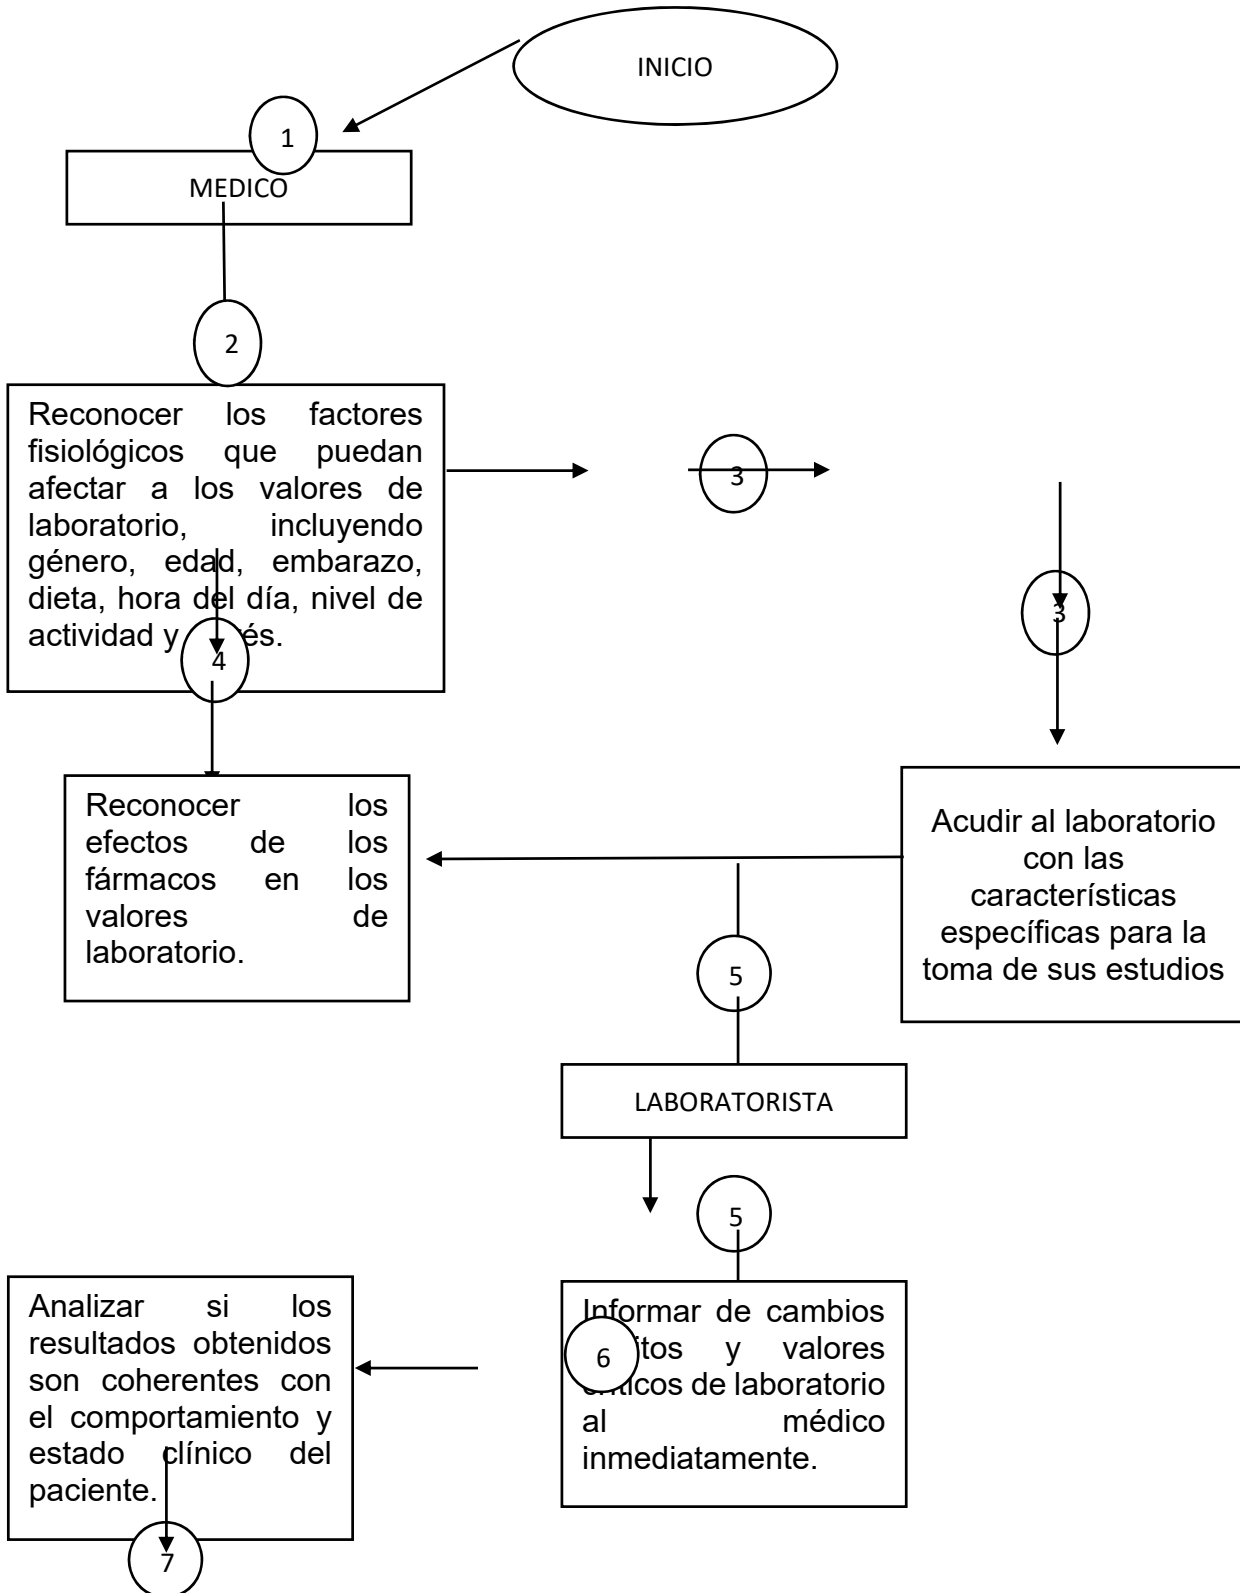 INICIO
1
MEDICO
2
Reconocer los factores
fisiológicos que puedan
afectar a los valores de
laboratorio, incluyendo
género, edad, embarazo,
dieta, hora del día, nivel de
actividad y
4
3
3
Reconocer los
efectos de los
fármacos en los
valores de
laboratorio.
Acudir al laboratorio
con las
características
específicas para la
toma de sus estudios
5
LABORATORISTA
5
Informar de cambios
y valores
de laboratorio
al médico
inmediatamente.
6
Analizar si los
resultados obtenidos
son coherentes con
el comportamiento y
estado clínico del
paciente.
7